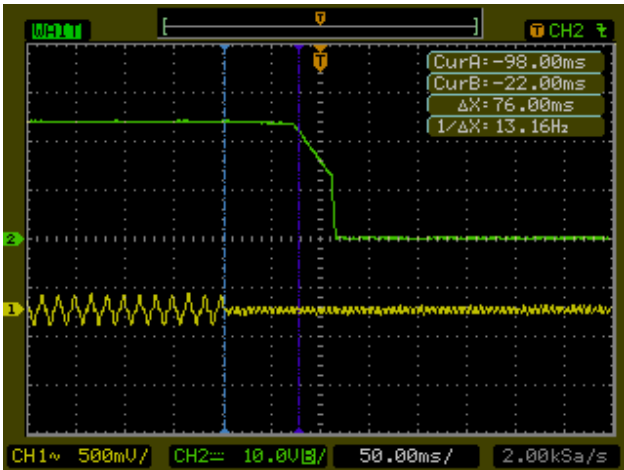 WAIT
T
T CH2
T
CurA:-98.00ms
CurB:-22.00ms
ΔX:76.00ms
1/ΔX:13.16Hz
2
1
CH1~ 500mV/ CH2⎓ 10.0VB/ 50.00ms/ 2.00kSa/s